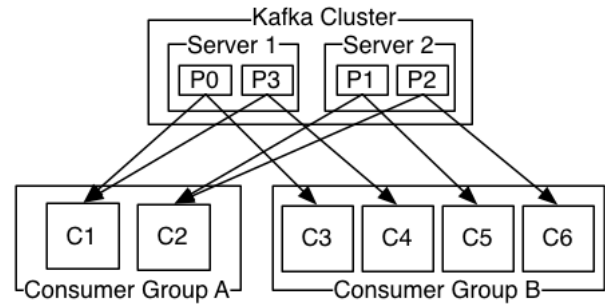 Kafka Cluster
Server 1 Server 2
P0 P3 P1 P2
C1 C2 C3 C4 C5 C6
Consumer Group A Consumer Group B